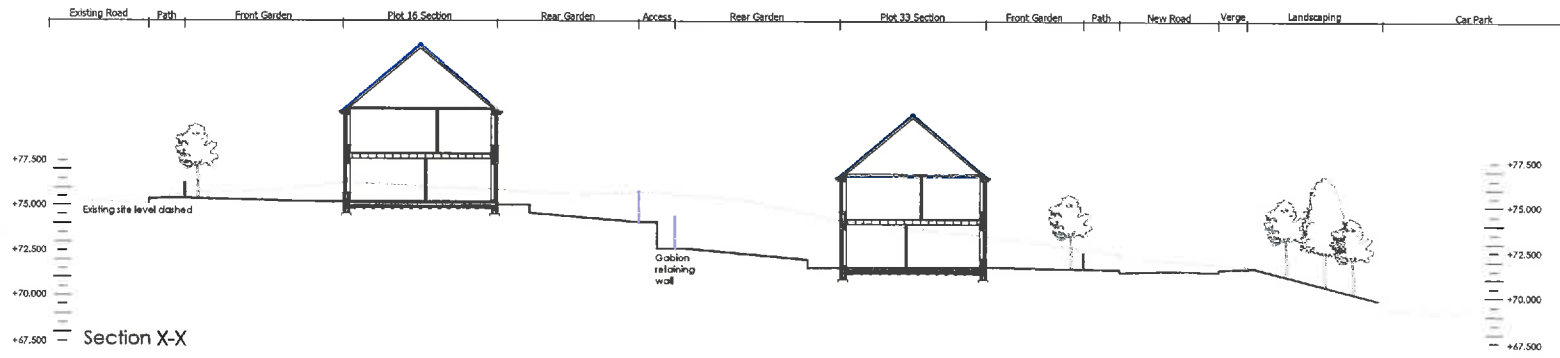 Existing Road Path Front Garden Plot 16 Section Rear Garden Access Rear Garden Plot 33 Section Front Garden Path New Road Verge Landscaping Car Park
+77.500 +77.500
+75.000 +75.000
Existing site level dashed
+72.500 +72.500
Gabion
retaining
wall
+70.000 +70.000
+67.500 +67.500
Section X-X